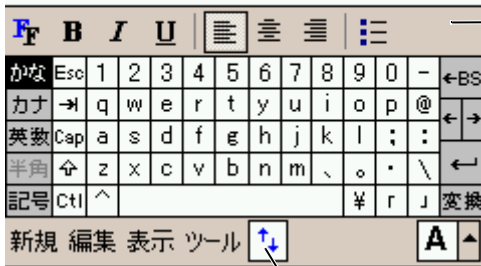 FF B I U
かな Esc 1 2 3 4 5 6 7 8 9 0 - ←BS
カナ →| q w e r t y u i o p @ ← →
英数 Cap a s d f g h j k l ; :
半角 z x c v b n m 、 。 ・ \
記号 Ctl ^ ¥ 「 」 変換
新規 編集 表示 ツール A